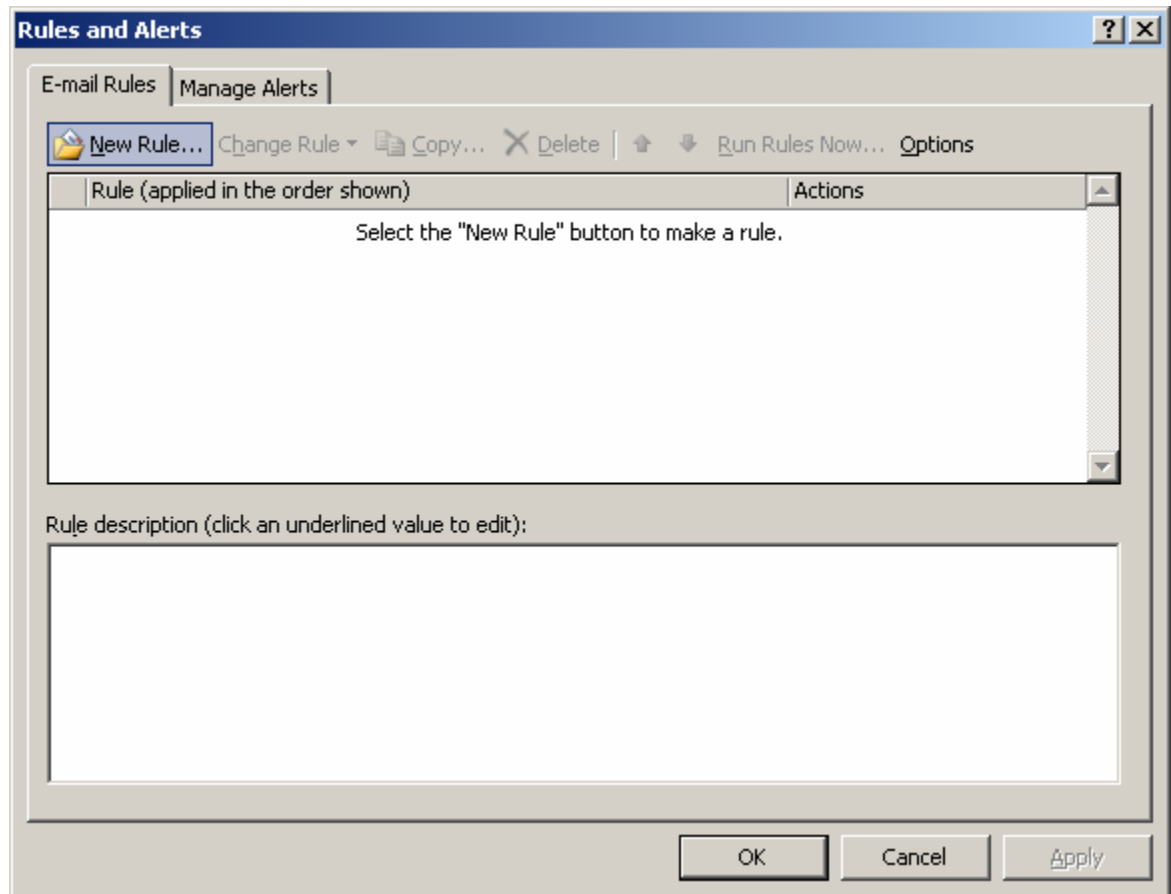 Rules and Alerts
E-mail Rules Manage Alerts
New Rule... Change Rule Copy... Delete Run Rules Now... Options
Rule (applied in the order shown) Actions
Select the "New Rule" button to make a rule.
Rule description (click an underlined value to edit):
OK Cancel Apply